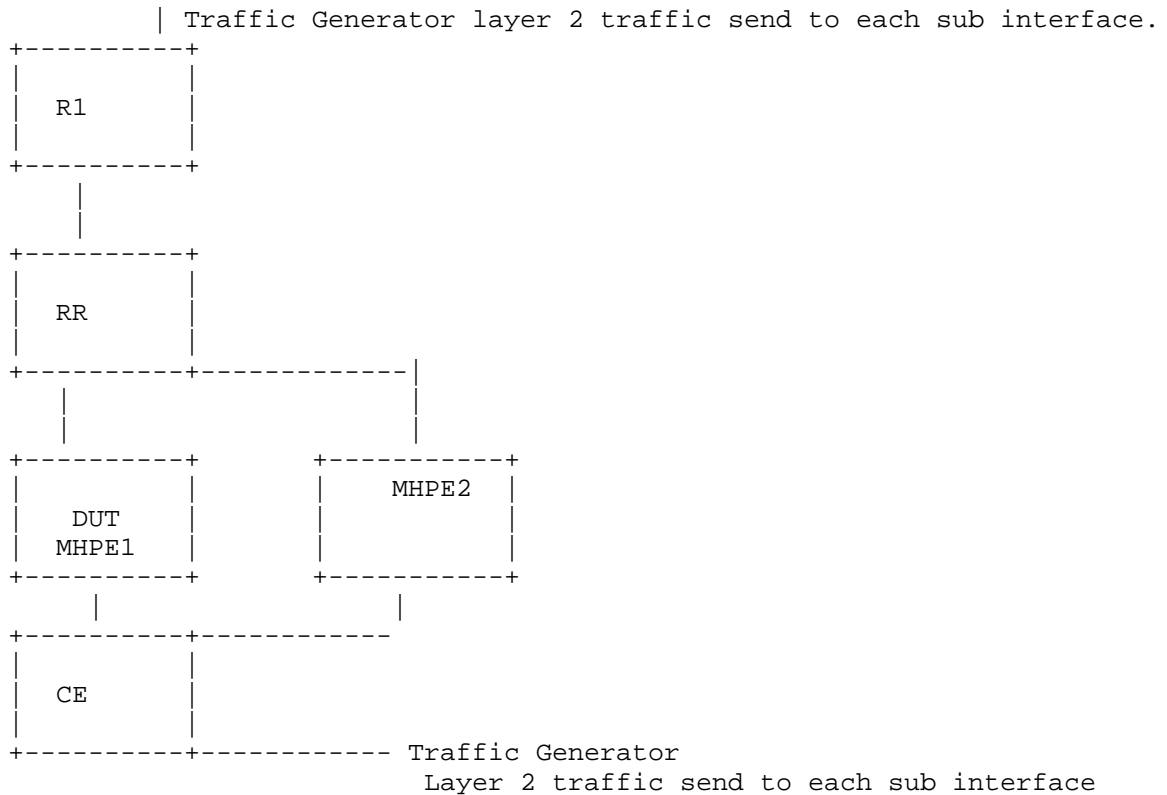 Traffic Generator layer 2 traffic send to each sub interface.
R1
RR
MHPE2
DUT
MHPE1
CE
Traffic Generator
Layer 2 traffic send to each sub interface